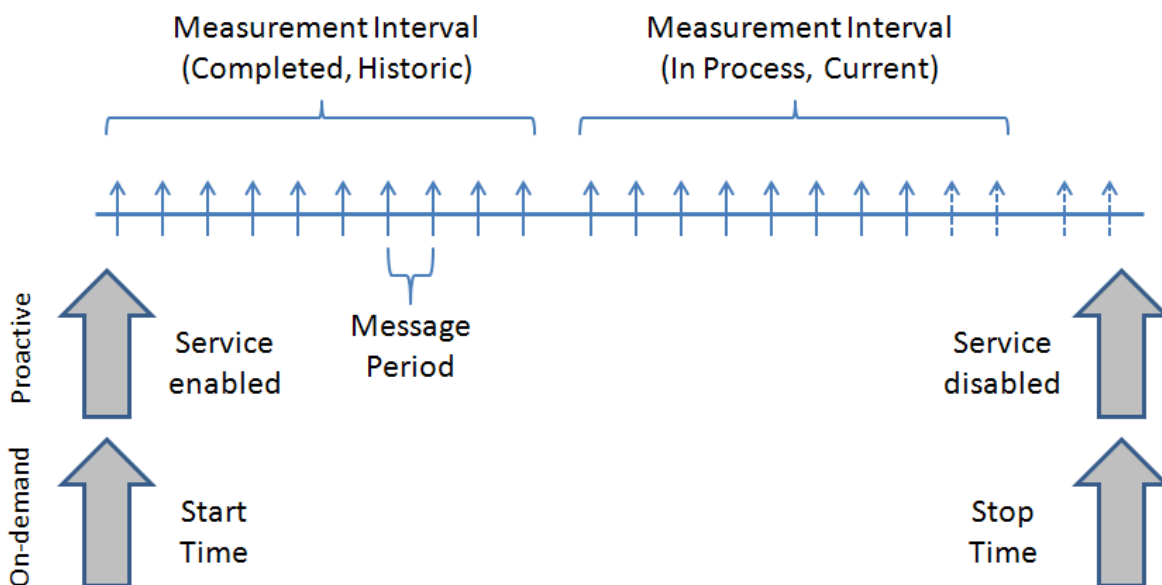 Measurement Interval
(Completed, Historic)
Measurement Interval
(In Process, Current)
Message
Period
Proactive
Service
enabled
Service
disabled
On-demand
Start
Time
Stop
Time